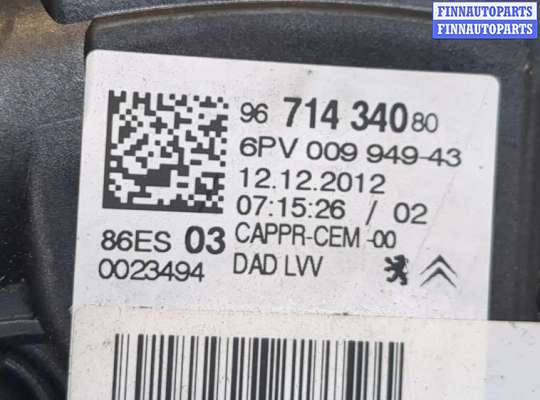 FINNAUTOPARTS
FINNAUTOPARTS
96 714 340 80
6PV 009 949-43
12.12.2012
07:15:26 / 02
86ES 03 CAPPR-CEM -00
0023494 DAD LVV